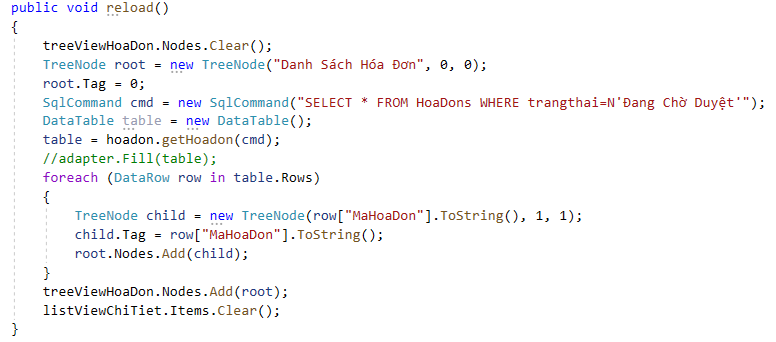 public void reload()
{
    treeViewHoaDon.Nodes.Clear();
    TreeNode root = new TreeNode("Danh Sách Hóa Đơn", 0, 0);
    root.Tag = 0;
    SqlCommand cmd = new SqlCommand("SELECT * FROM HoaDons WHERE trangthai=N'Đang Chờ Duyệt'");
    DataTable table = new DataTable();
    table = hoadon.getHoadon(cmd);
    //adapter.Fill(table);
    foreach (DataRow row in table.Rows)
    {
        TreeNode child = new TreeNode(row["MaHoaDon"].ToString(), 1, 1);
        child.Tag = row["MaHoaDon"].ToString();
        root.Nodes.Add(child);
    }
    treeViewHoaDon.Nodes.Add(root);
    listViewChiTiet.Items.Clear();
}